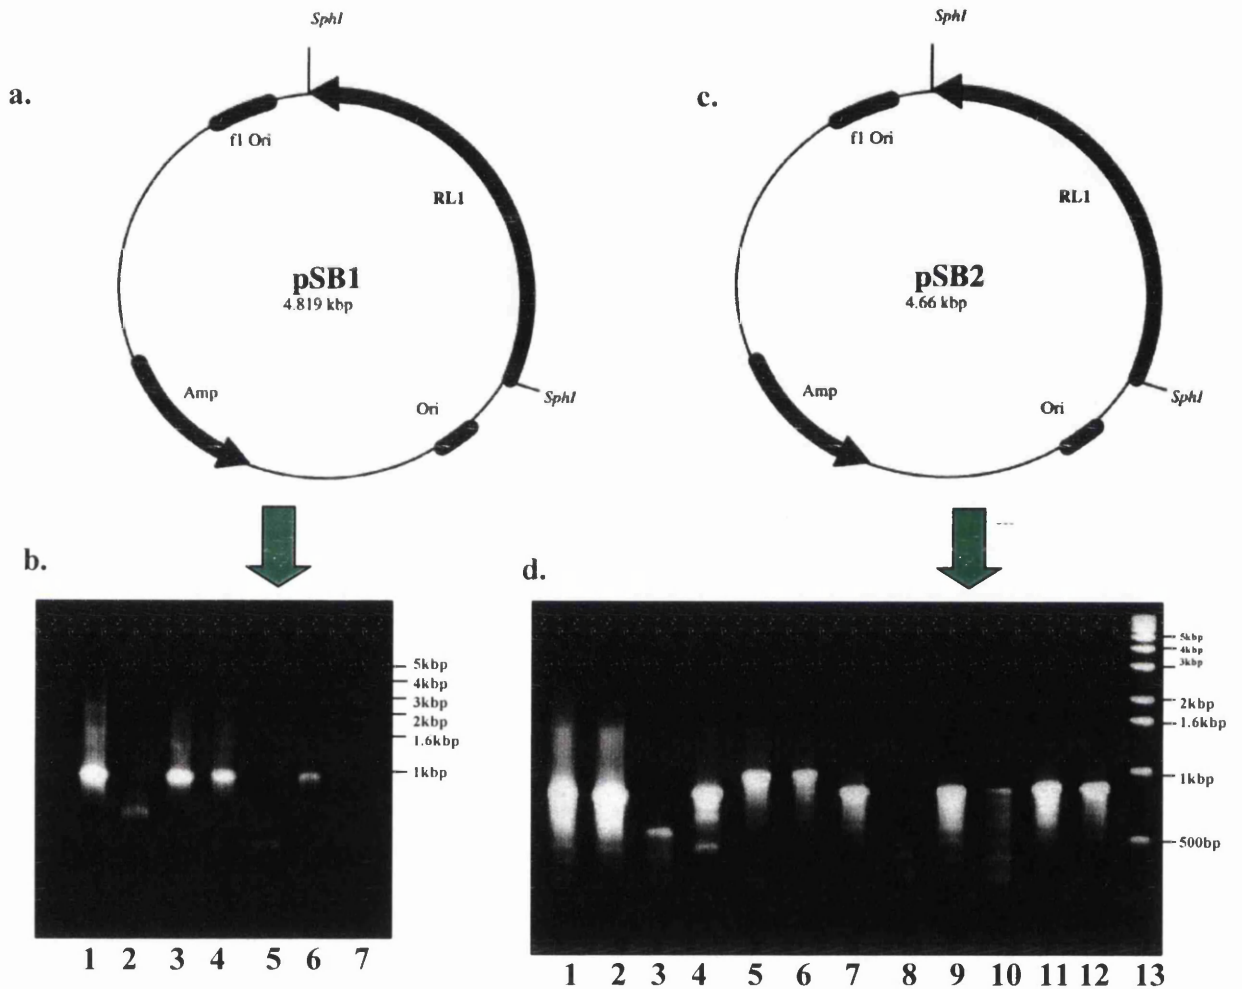 a.
SphI
f1 Ori
RL1
pSB1
4.819 kbp
Amp
Ori
SphI
c.
SphI
f1 Ori
RL1
pSB2
4.66 kbp
Amp
Ori
SphI
b.
5kbp
4kbp
3kbp
2kbp
1.6kbp
1kbp
1 2 3 4 5 6 7
d.
5kbp
4kbp
3kbp
2kbp
1.6kbp
1kbp
500bp
1 2 3 4 5 6 7 8 9 10 11 12 13